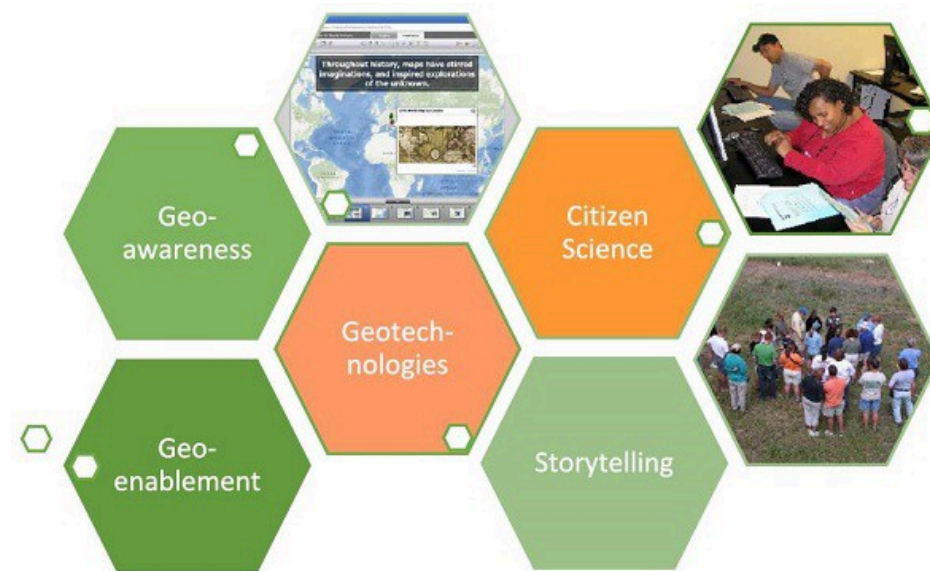 Throughout history, maps have stirred
imaginations, and inspired explorations
of the unknown.
Geo-
awareness
Citizen
Science
Geotech-
nologies
Geo-
enablement
Storytelling